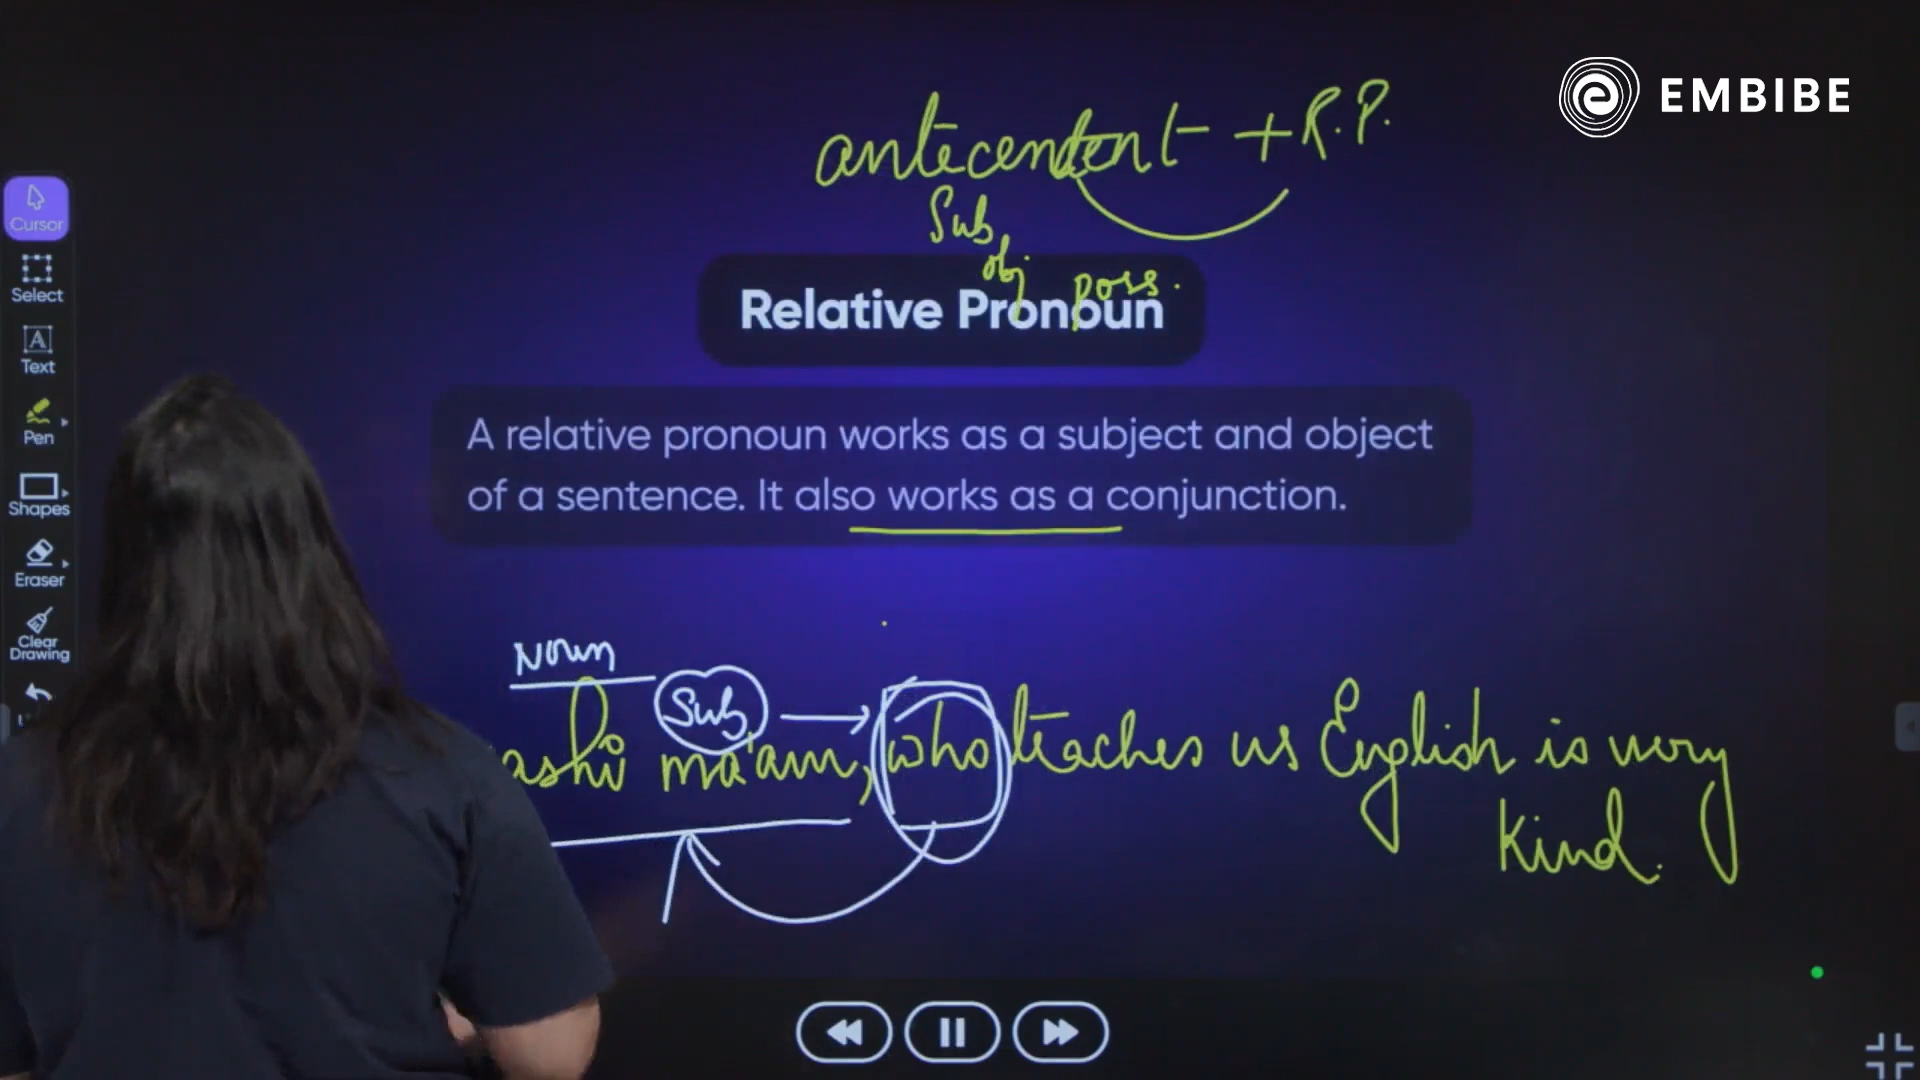 EMBIBE
antecendent + R.P.
Sub
obj poss.
Relative Pronoun
A relative pronoun works as a subject and object
of a sentence. It also works as a conjunction.
Noun
Sub
ashi ma'am, who teaches us English is very
kind.
Cursor
Select
Text
Pen
Shapes
Eraser
Clear
Drawing